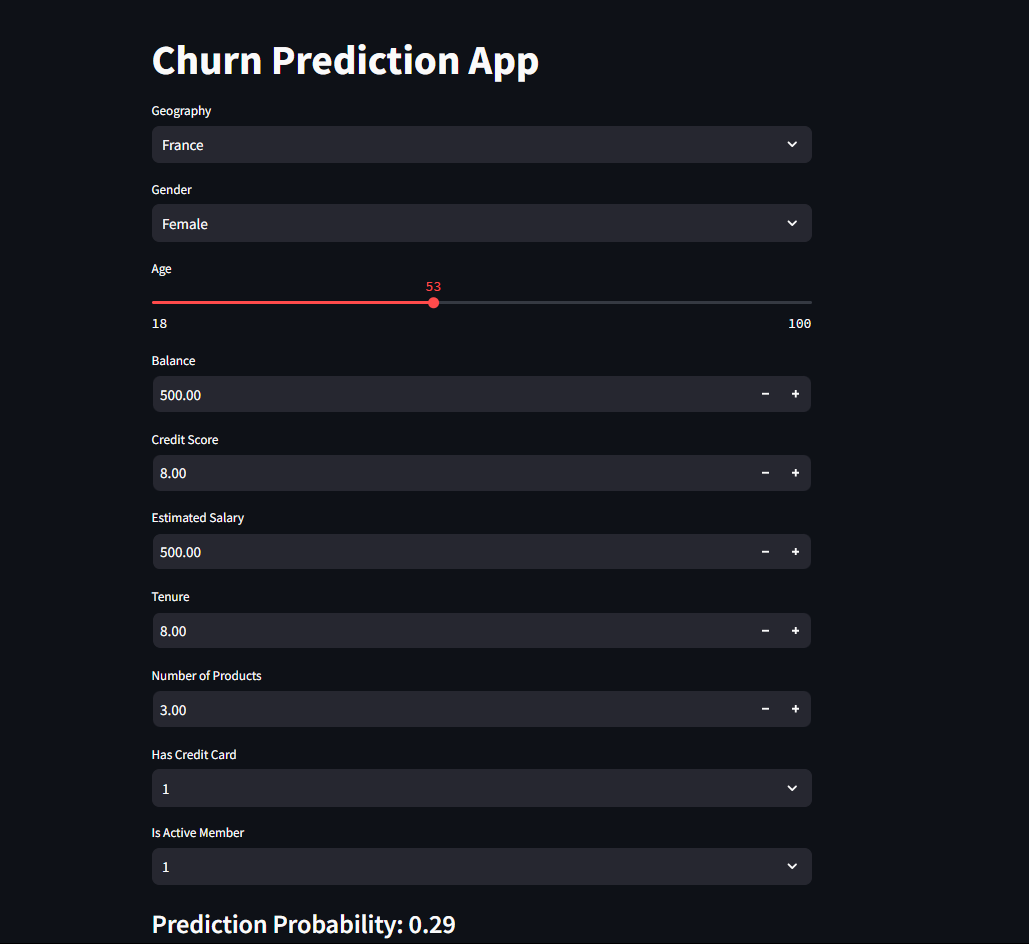 Churn Prediction App
Geography
France
Gender
Female
Age
53
18 100
Balance
500.00
Credit Score
8.00
Estimated Salary
500.00
Tenure
8.00
Number of Products
3.00
Has Credit Card
1
Is Active Member
1
Prediction Probability: 0.29